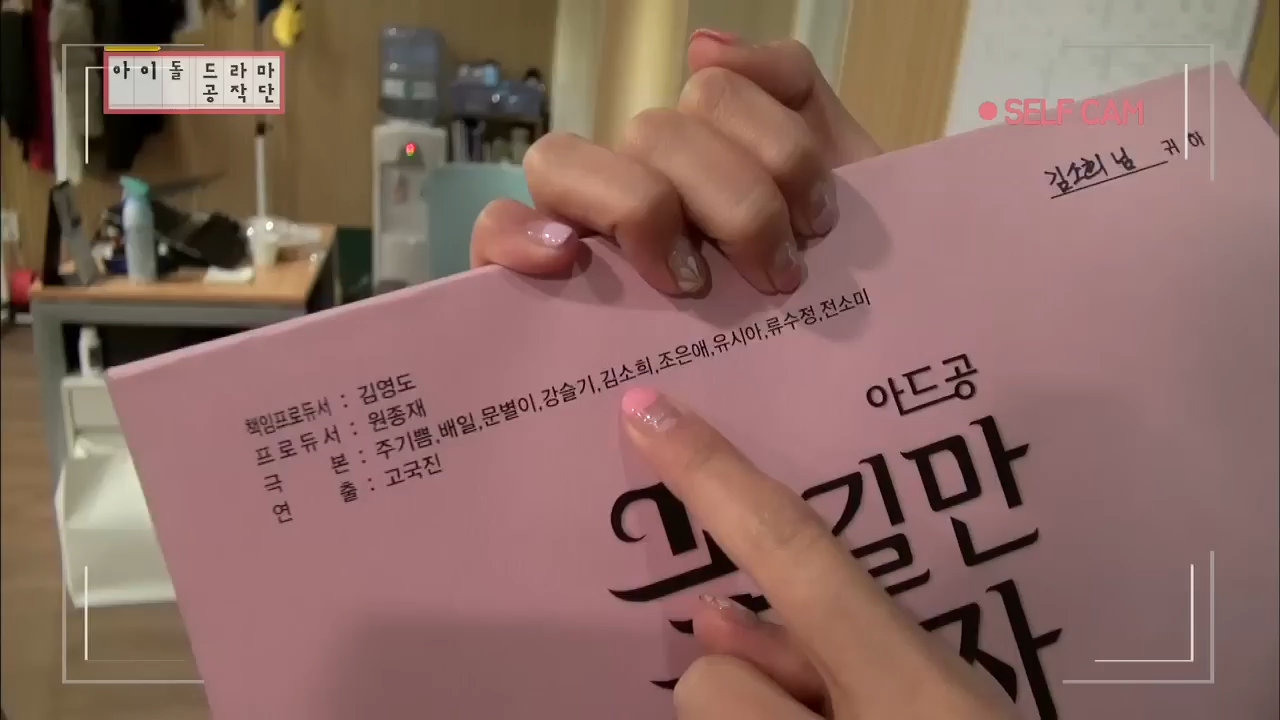 아이돌 드라마
공작단
SELF CAM
김소희 님 귀하
책임프로듀서 : 김영도
프로듀서 : 원종재
극 본 : 주기쁨,배일,문별이,강슬기,김소희,조은애,유시아,류수정,전소미
연 출 : 고국진
아드공
길만